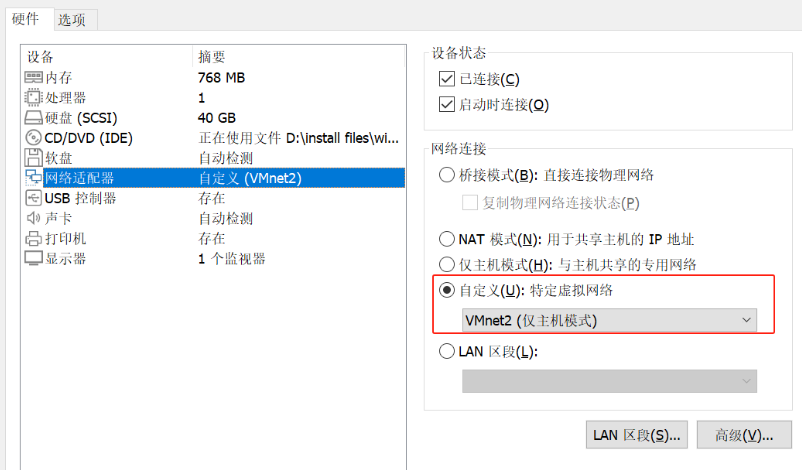 硬件 选项
设备 摘要
内存 768 MB
处理器 1
硬盘 (SCSI) 40 GB
CD/DVD (IDE) 正在使用文件 D:\install files\wi...
软盘 自动检测
网络适配器 自定义 (VMnet2)
USB 控制器 存在
声卡 自动检测
打印机 存在
显示器 1 个监视器
设备状态
已连接(C)
启动时连接(O)
网络连接
桥接模式(B): 直接连接物理网络
复制物理网络连接状态(P)
NAT 模式(N): 用于共享主机的 IP 地址
仅主机模式(H): 与主机共享的专用网络
自定义(U): 特定虚拟网络
VMnet2 (仅主机模式)
LAN 区段(L):
LAN 区段(S)... 高级(V)...